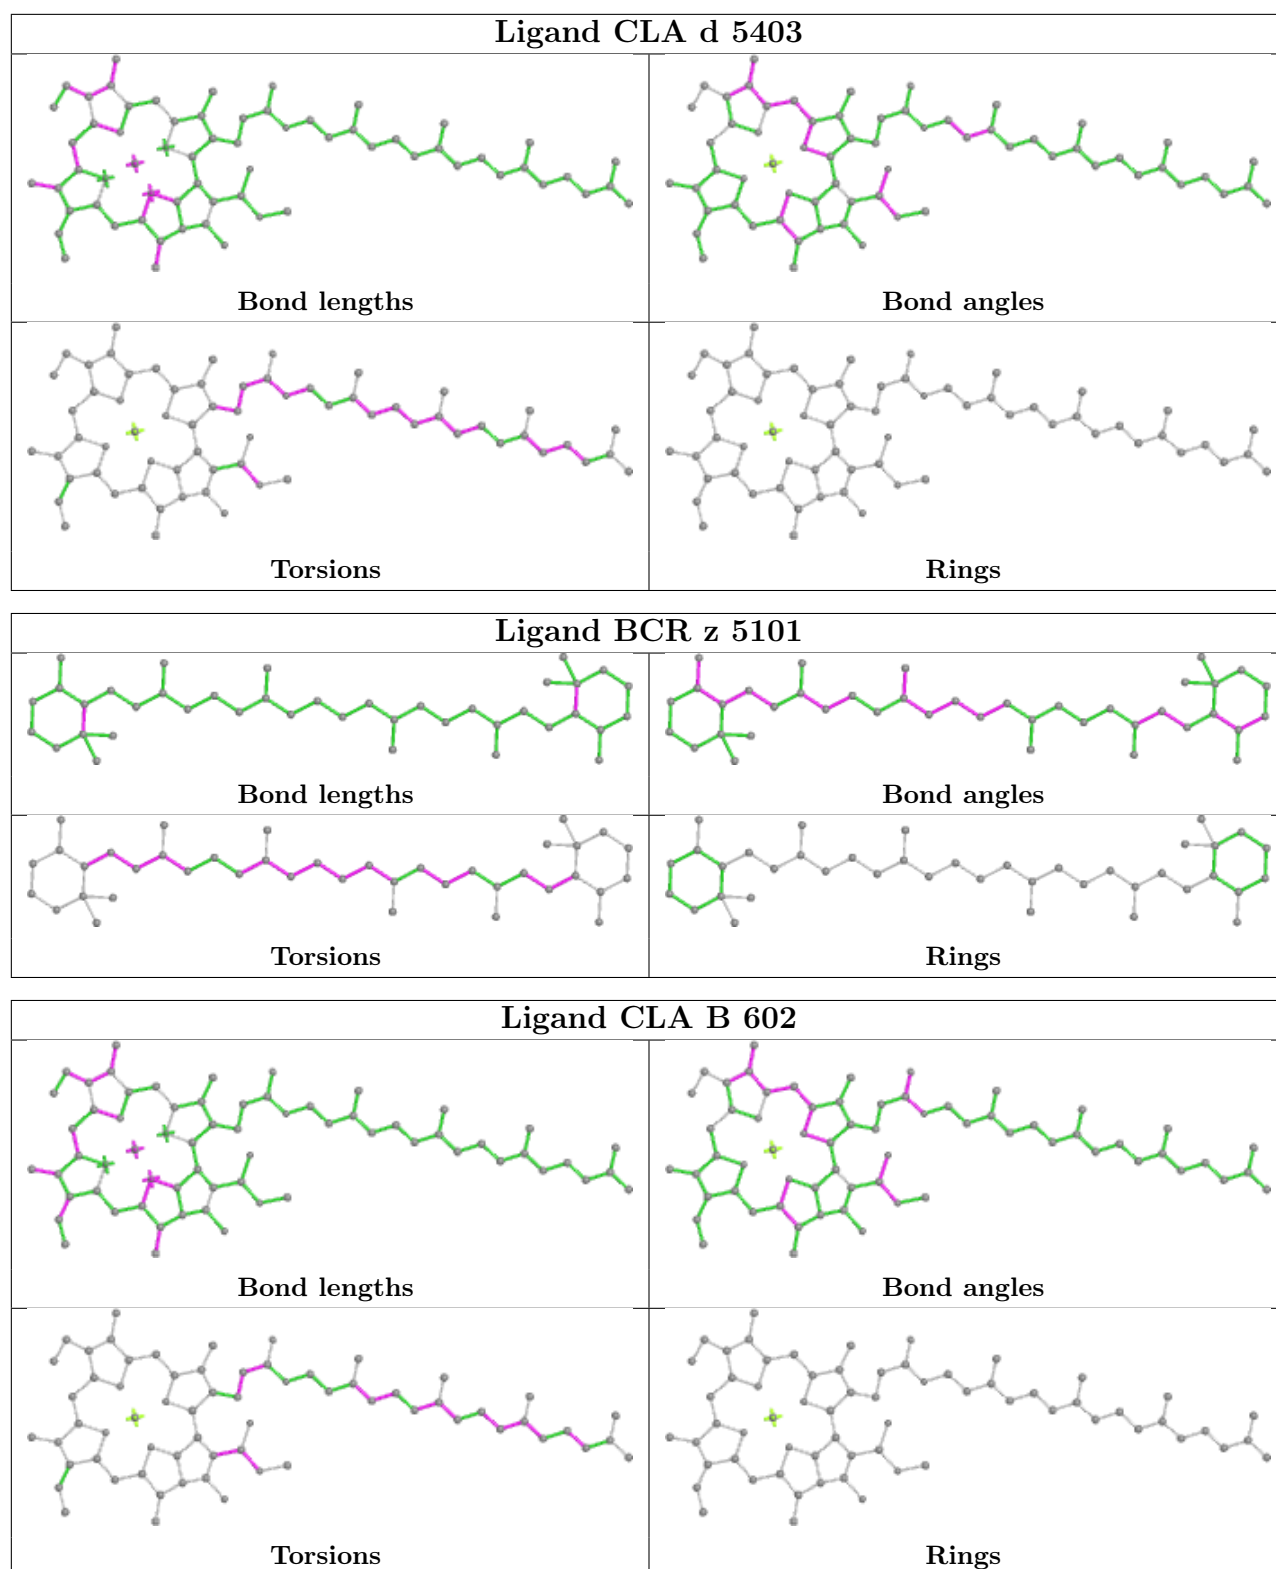 Ligand CLA d 5403
Bond lengths
Bond angles
Torsions
Rings
Ligand BCR z 5101
Bond lengths
Bond angles
Torsions
Rings
Ligand CLA B 602
Bond lengths
Bond angles
Torsions
Rings